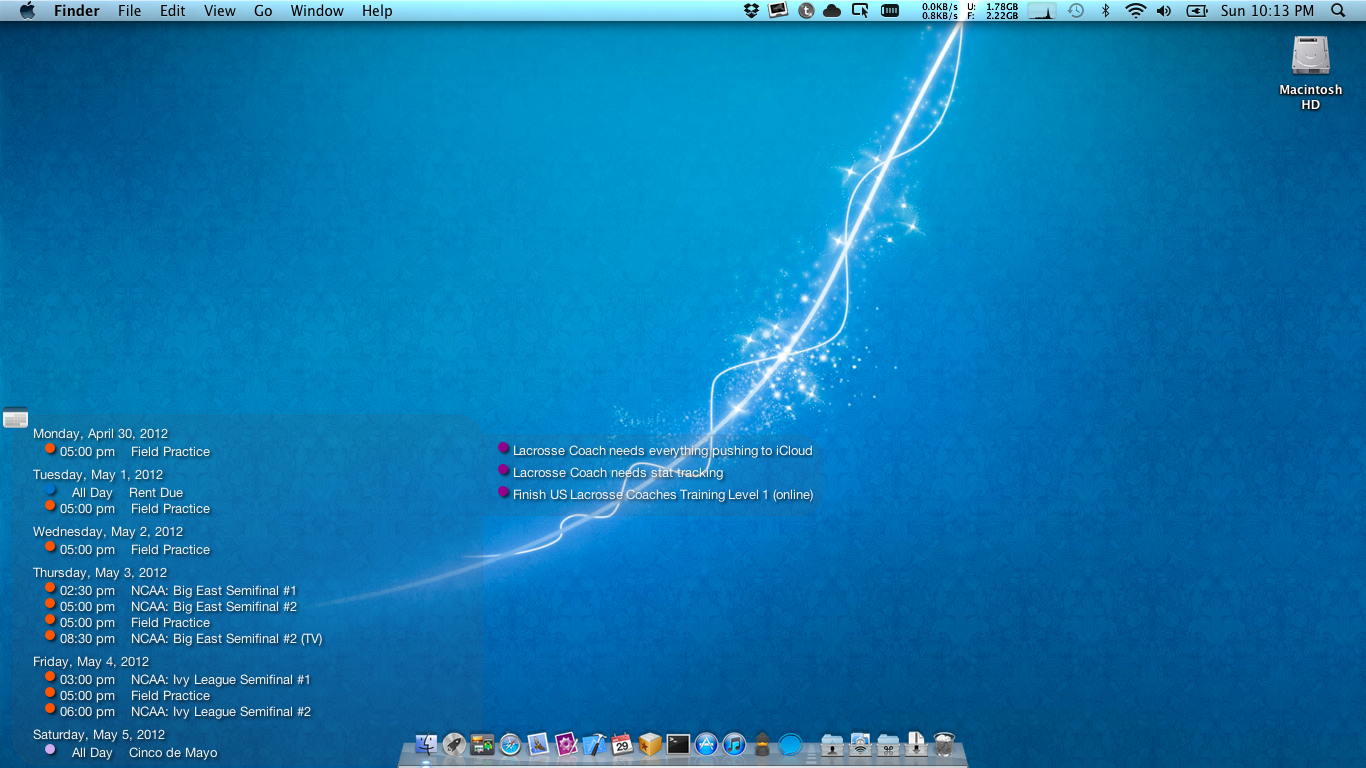 Finder File Edit View Go Window Help
0.0KB/s U: 1.78GB
0.8KB/s F: 2.22GB
Sun 10:13 PM
Macintosh
HD
Monday, April 30, 2012
05:00 pm Field Practice
Tuesday, May 1, 2012
All Day Rent Due
05:00 pm Field Practice
Wednesday, May 2, 2012
05:00 pm Field Practice
Thursday, May 3, 2012
02:30 pm NCAA: Big East Semifinal #1
05:00 pm NCAA: Big East Semifinal #2
05:00 pm Field Practice
08:30 pm NCAA: Big East Semifinal #2 (TV)
Friday, May 4, 2012
03:00 pm NCAA: Ivy League Semifinal #1
05:00 pm Field Practice
06:00 pm NCAA: Ivy League Semifinal #2
Saturday, May 5, 2012
All Day Cinco de Mayo
Lacrosse Coach needs everything pushing to iCloud
Lacrosse Coach needs stat tracking
Finish US Lacrosse Coaches Training Level 1 (online)
29